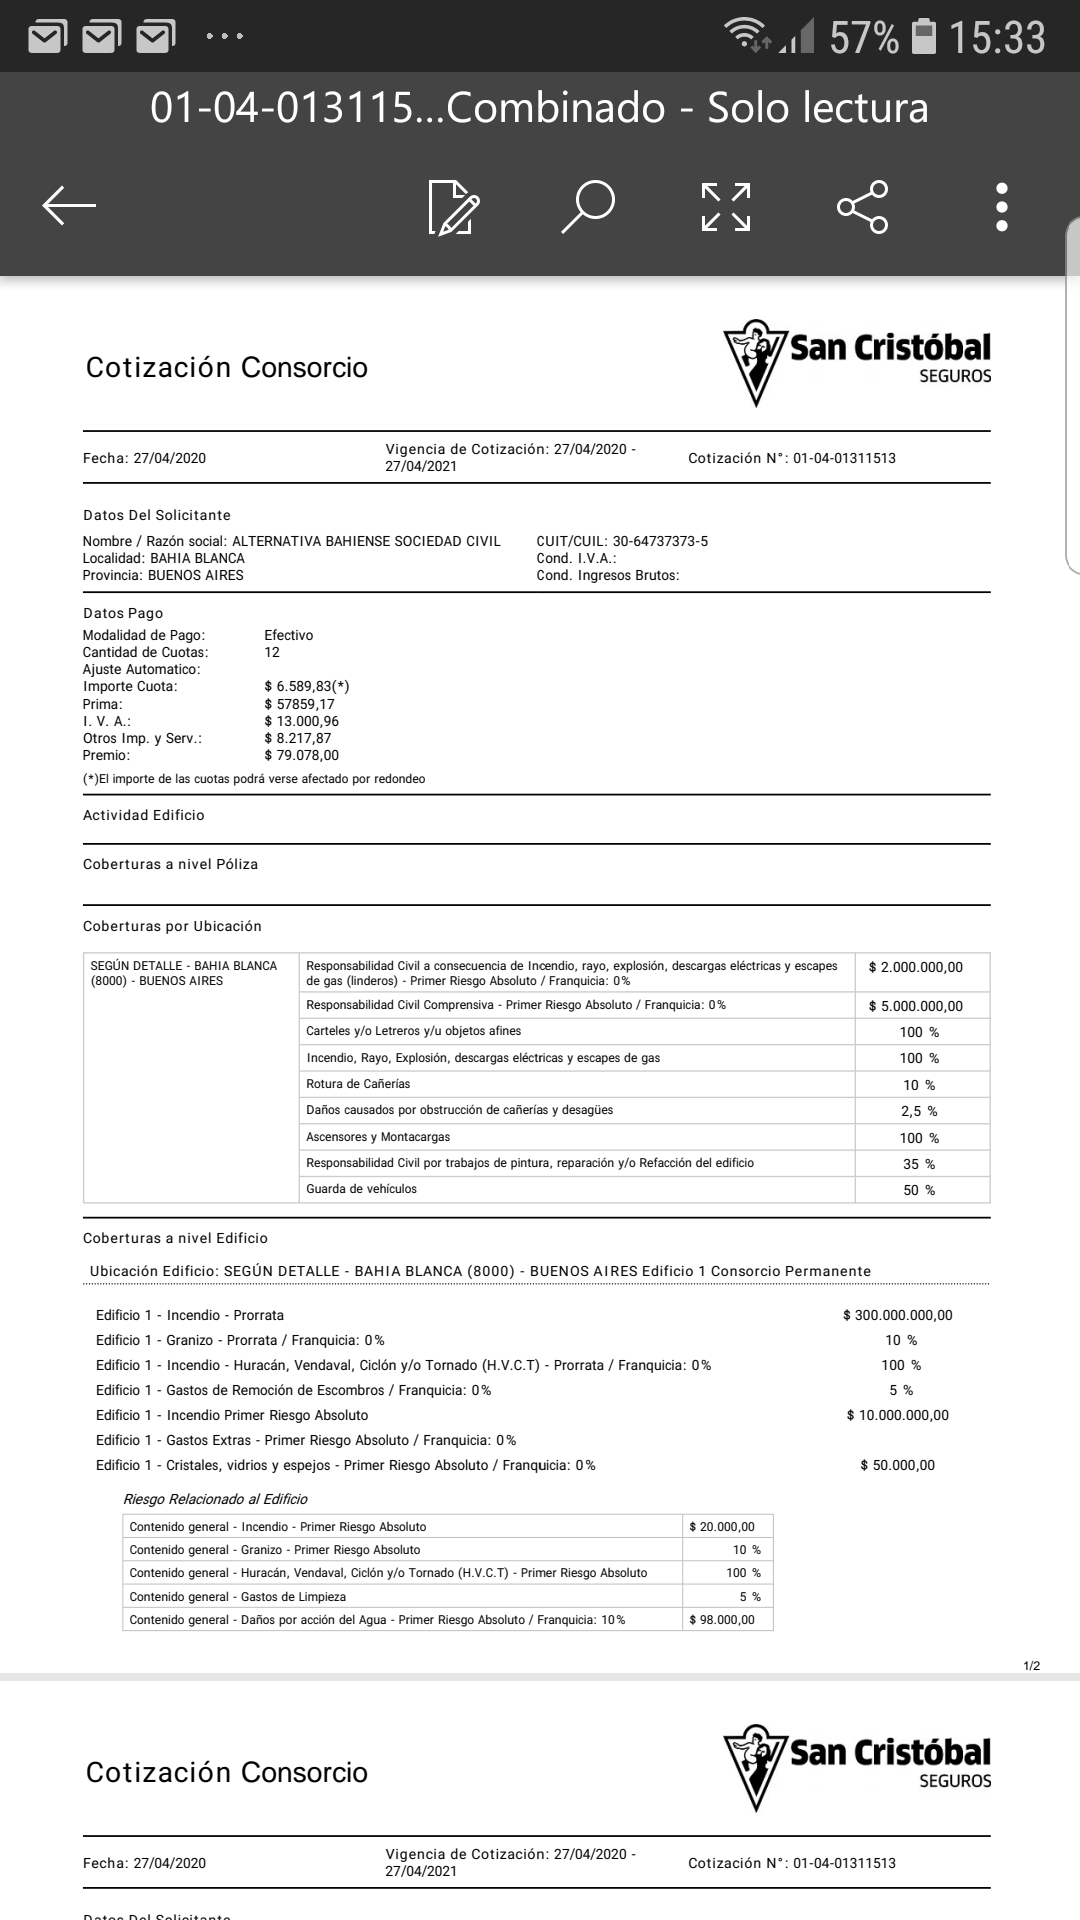 57% 15:33
01-04-013115...Combinado - Solo lectura
Cotización Consorcio
San Cristóbal
SEGUROS
Fecha: 27/04/2020
Vigencia de Cotización: 27/04/2020 -
27/04/2021
Cotización N°: 01-04-01311513
Datos Del Solicitante
Nombre / Razón social: ALTERNATIVA BAHIENSE SOCIEDAD CIVIL
CUIT/CUIL: 30-64737373-5
Localidad: BAHIA BLANCA
Cond. I.V.A.:
Provincia: BUENOS AIRES
Cond. Ingresos Brutos:
Datos Pago
Modalidad de Pago: Efectivo
Cantidad de Cuotas: 12
Ajuste Automatico:
Importe Cuota: $ 6.589,83(*)
Prima: $ 57859,17
I. V. A.: $ 13.000,96
Otros Imp. y Serv.: $ 8.217,87
Premio: $ 79.078,00
(*)El importe de las cuotas podrá verse afectado por redondeo
Actividad Edificio
Coberturas a nivel Póliza
Coberturas por Ubicación
SEGÚN DETALLE - BAHIA BLANCA
(8000) - BUENOS AIRES
Responsabilidad Civil a consecuencia de Incendio, rayo, explosión, descargas eléctricas y escapes
de gas (linderos) - Primer Riesgo Absoluto / Franquicia: 0%
$ 2.000.000,00
Responsabilidad Civil Comprensiva - Primer Riesgo Absoluto / Franquicia: 0% $ 5.000.000,00
Carteles y/o Letreros y/u objetos afines 100 %
Incendio, Rayo, Explosión, descargas eléctricas y escapes de gas 100 %
Rotura de Cañerías 10 %
Daños causados por obstrucción de cañerías y desagües 2,5 %
Ascensores y Montacargas 100 %
Responsabilidad Civil por trabajos de pintura, reparación y/o Refacción del edificio 35 %
Guarda de vehículos 50 %
Coberturas a nivel Edificio
Ubicación Edificio: SEGÚN DETALLE - BAHIA BLANCA (8000) - BUENOS AIRES Edificio 1 Consorcio Permanente
Edificio 1 - Incendio - Prorrata $ 300.000.000,00
Edificio 1 - Granizo - Prorrata / Franquicia: 0% 10 %
Edificio 1 - Incendio - Huracán, Vendaval, Ciclón y/o Tornado (H.V.C.T) - Prorrata / Franquicia: 0% 100 %
Edificio 1 - Gastos de Remoción de Escombros / Franquicia: 0% 5 %
Edificio 1 - Incendio Primer Riesgo Absoluto $ 10.000.000,00
Edificio 1 - Gastos Extras - Primer Riesgo Absoluto / Franquicia: 0%
Edificio 1 - Cristales, vidrios y espejos - Primer Riesgo Absoluto / Franquicia: 0% $ 50.000,00
Riesgo Relacionado al Edificio
Contenido general - Incendio - Primer Riesgo Absoluto $ 20.000,00
Contenido general - Granizo - Primer Riesgo Absoluto 10 %
Contenido general - Huracán, Vendaval, Ciclón y/o Tornado (H.V.C.T) - Primer Riesgo Absoluto 100 %
Contenido general - Gastos de Limpieza 5 %
Contenido general - Daños por acción del Agua - Primer Riesgo Absoluto / Franquicia: 10% $ 98.000,00
1/2
Cotización Consorcio
San Cristóbal
SEGUROS
Fecha: 27/04/2020
Vigencia de Cotización: 27/04/2020 -
27/04/2021
Cotización N°: 01-04-01311513
Datos Del Solicitante